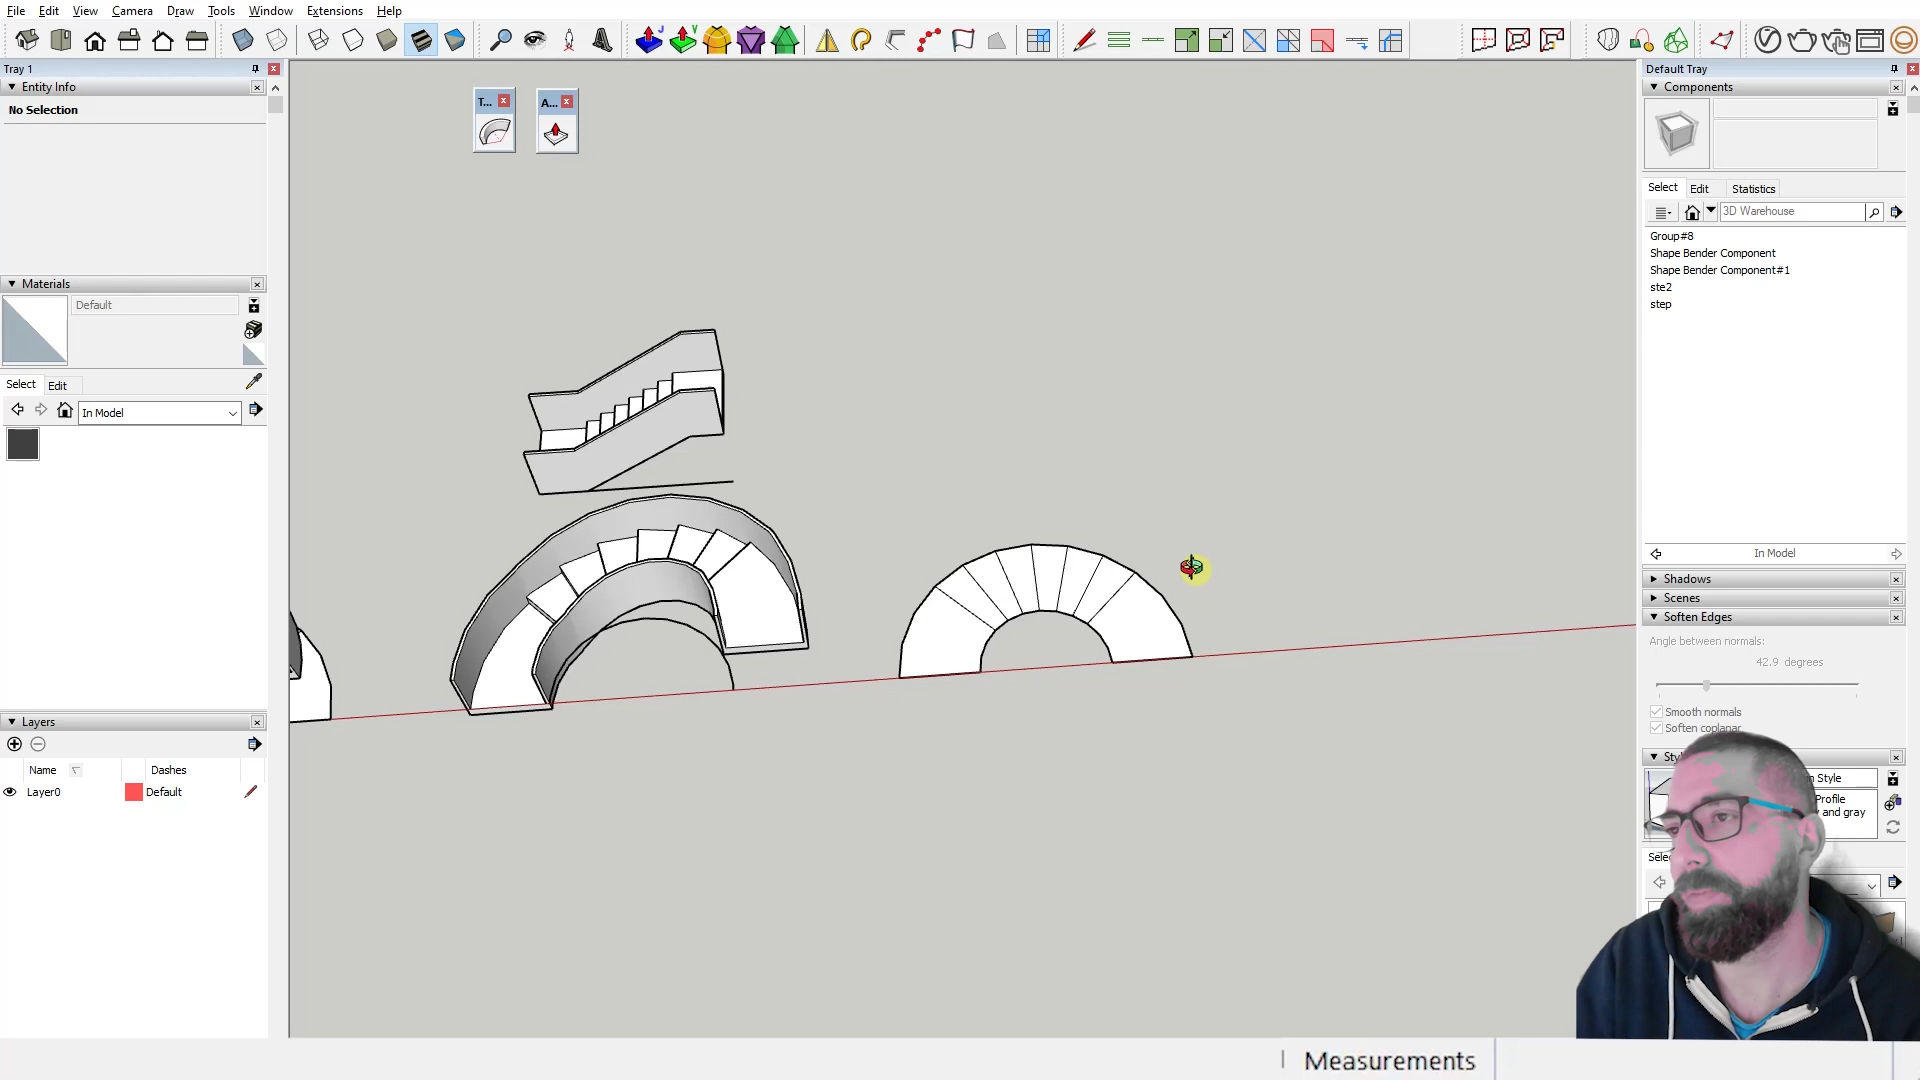 File Edit View Camera Draw Tools Window Extensions Help
Tray 1
Entity Info
No Selection
Materials
Default
Select Edit
In Model
Layers
Name Dashes
Layer0 Default
T...
A...
Default Tray
Components
Select Edit Statistics
3D Warehouse
Group#8
Shape Bender Component
Shape Bender Component#1
ste2
step
In Model
Shadows
Scenes
Soften Edges
Angle between normals:
42.9 degrees
Smooth normals
Soften coplanar
Style
Profile
and gray
Measurements